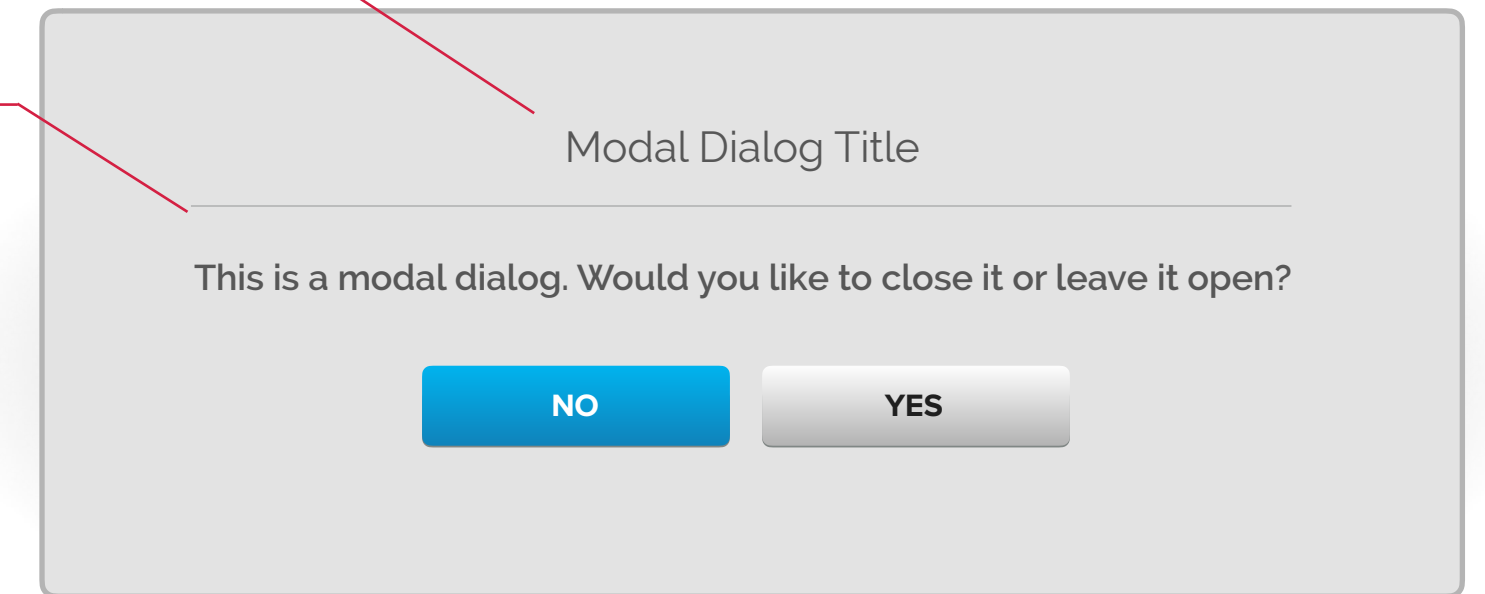 Modal Dialog Title
This is a modal dialog. Would you like to close it or leave it open?
NO
YES